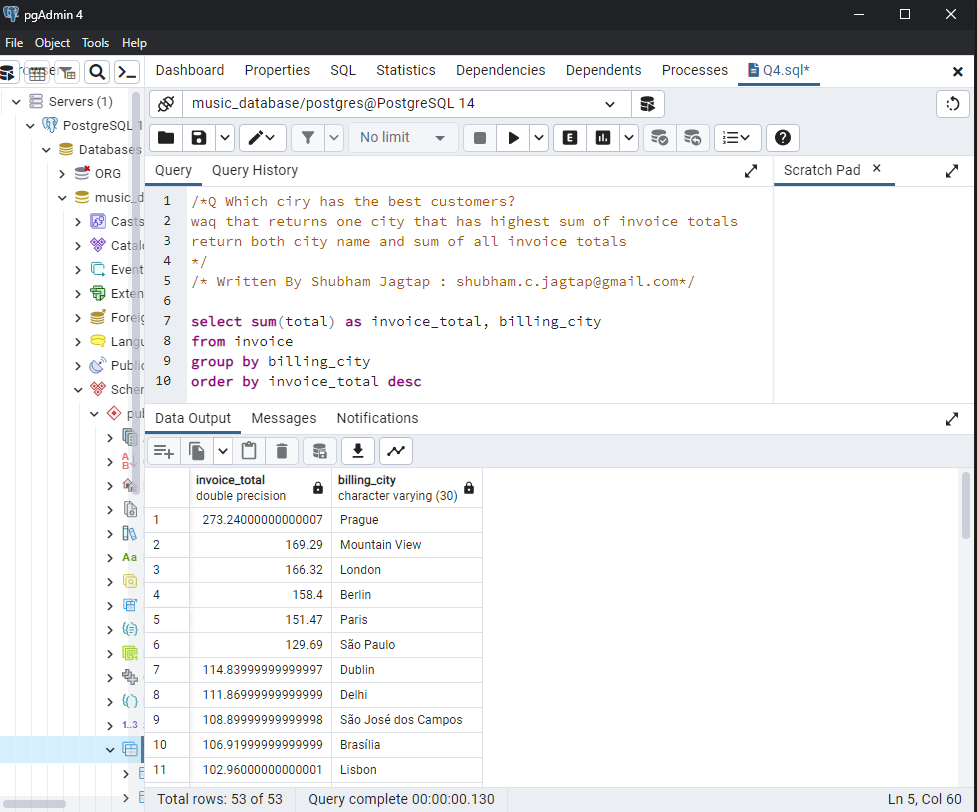 pgAdmin 4
File Object Tools Help
Dashboard Properties SQL Statistics Dependencies Dependents Processes Q4.sql*
Servers (1)
PostgreSQL 1
Databases
ORG
music_d
Casts
Catal
Event
Exten
Foreig
Langu
Public
Schem
pu
Aa
1..3
music_database/postgres@PostgreSQL 14
No limit
E
Query Query History
Scratch Pad
1 /*Q Which ciry has the best customers?
2 waq that returns one city that has highest sum of invoice totals
3 return both city name and sum of all invoice totals
4 */
5 /* Written By Shubham Jagtap : shubham.c.jagtap@gmail.com*/
6
7 select sum(total) as invoice_total, billing_city
8 from invoice
9 group by billing_city
10 order by invoice_total desc
Data Output Messages Notifications
invoice_total billing_city
double precision character varying (30)
1 273.24000000000007 Prague
2 169.29 Mountain View
3 166.32 London
4 158.4 Berlin
5 151.47 Paris
6 129.69 São Paulo
7 114.83999999999997 Dublin
8 111.86999999999999 Delhi
9 108.89999999999998 São José dos Campos
10 106.91999999999999 Brasília
11 102.96000000000001 Lisbon
Total rows: 53 of 53 Query complete 00:00:00.130 Ln 5, Col 60